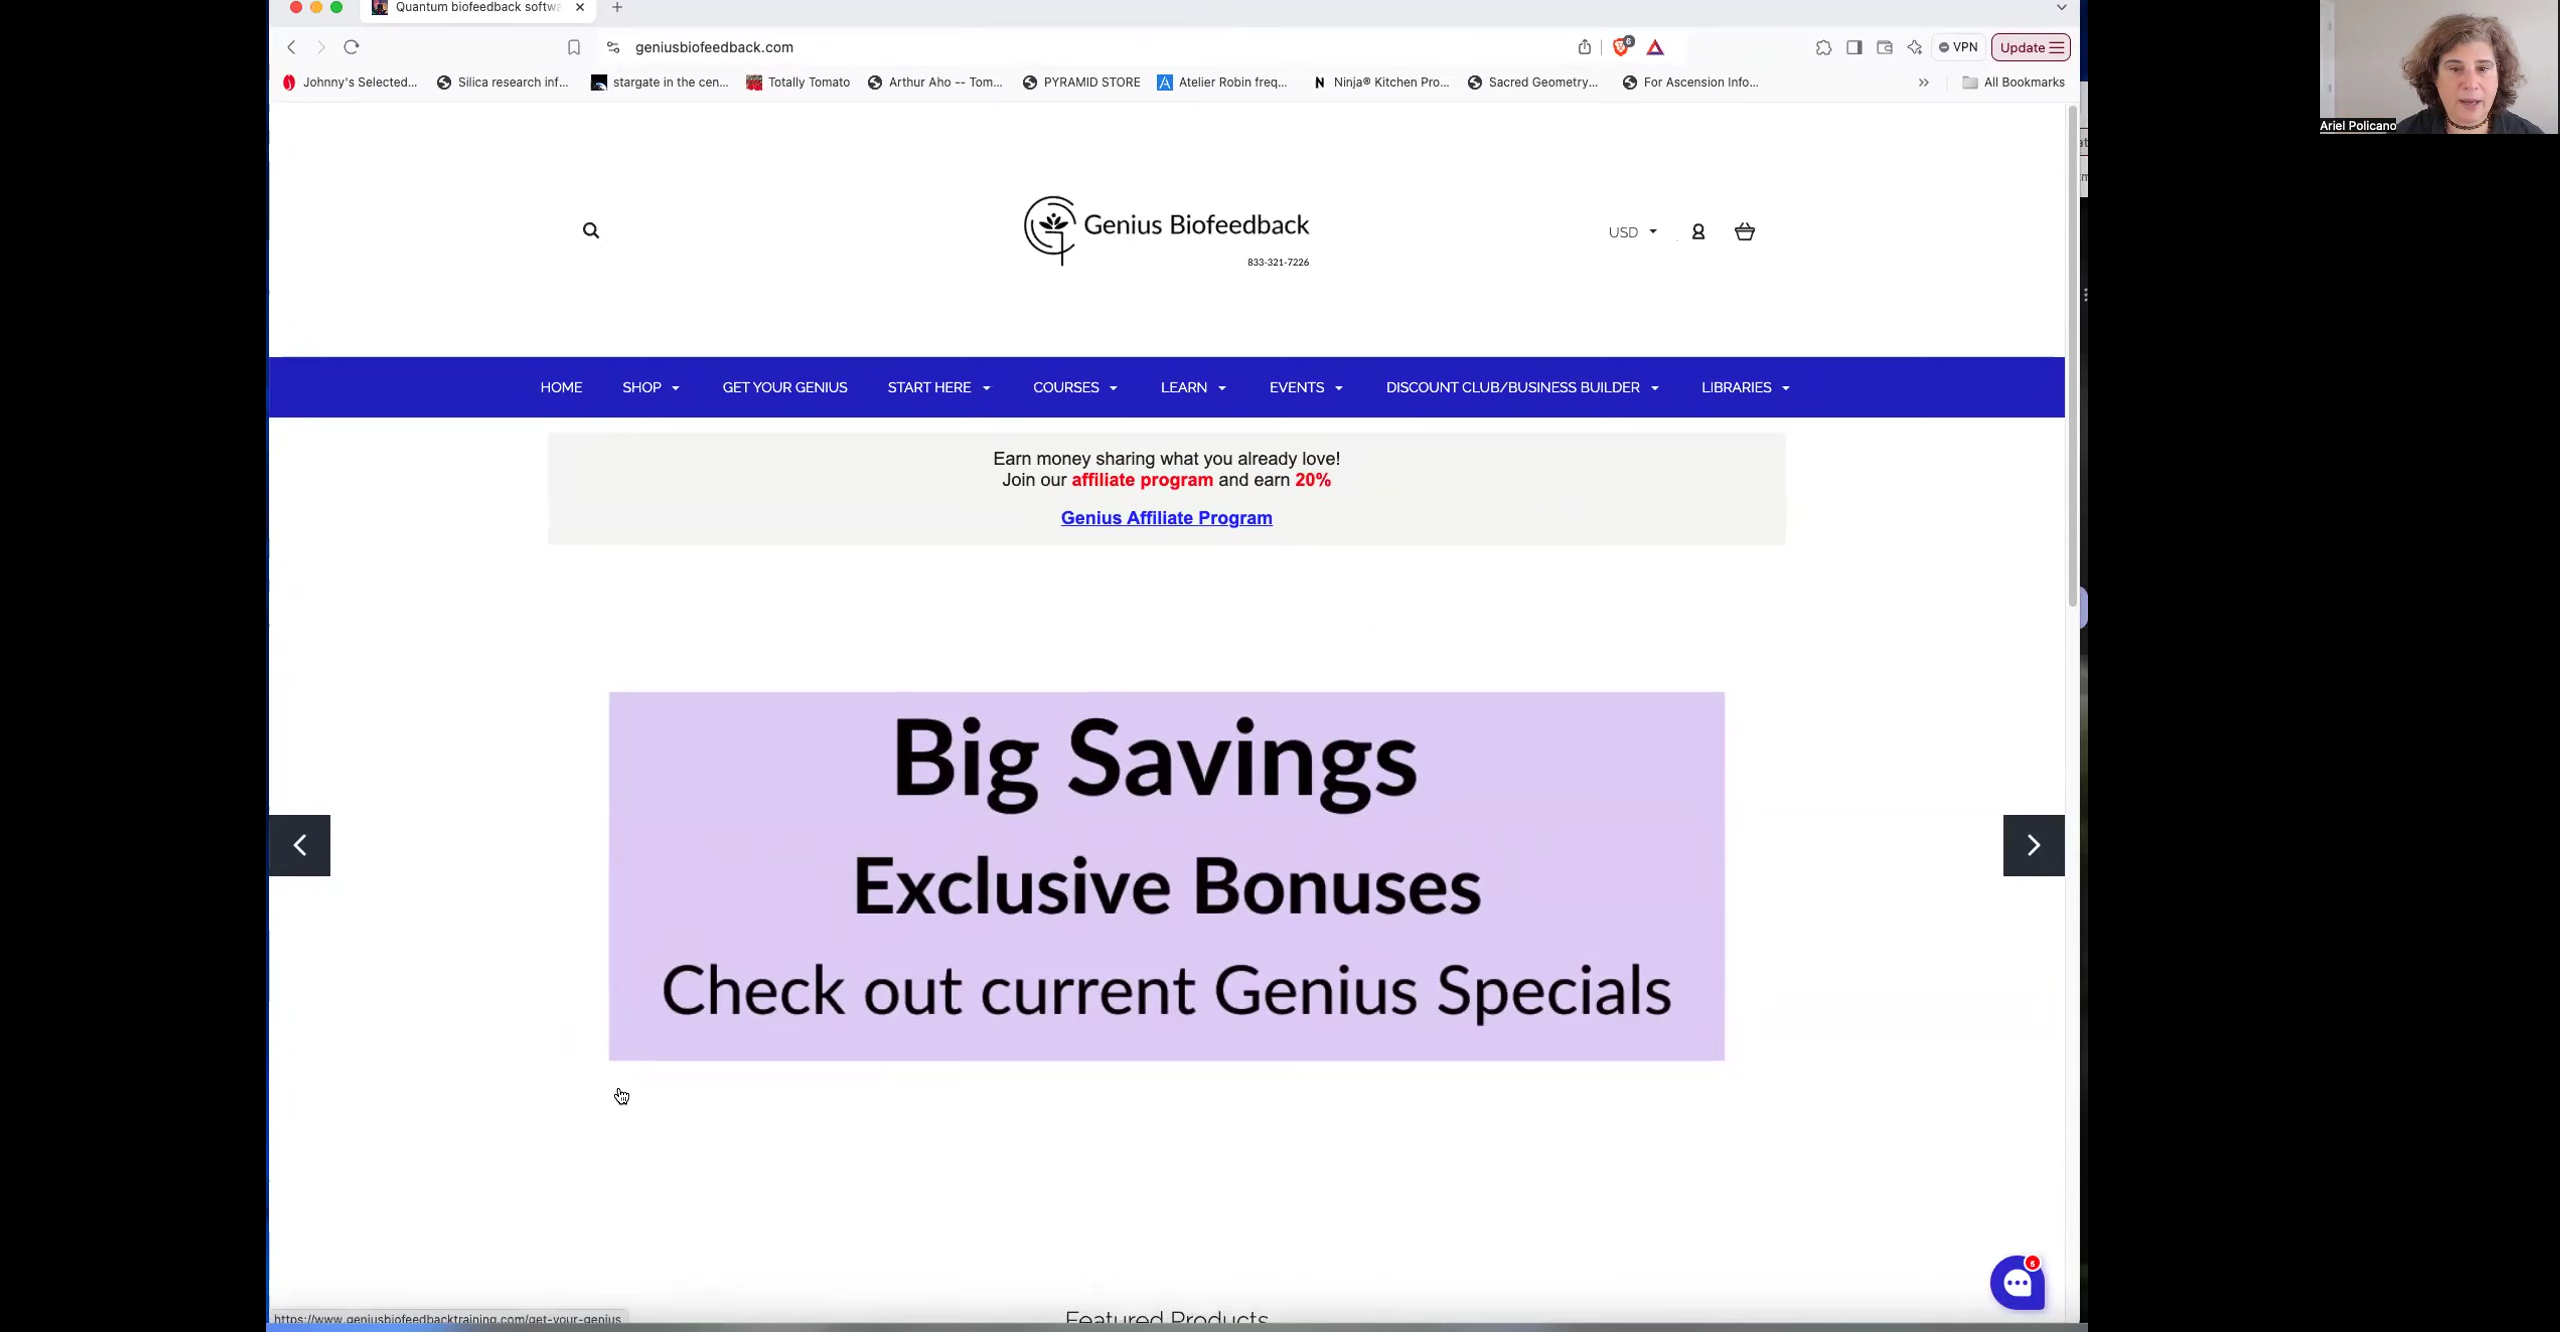 Quantum biofeedback softw
geniusbiofeedback.com
6
VPN
Update
Johnny's Selected...
Silica research inf...
stargate in the cen...
Totally Tomato
Arthur Aho -- Tom...
PYRAMID STORE
Atelier Robin freq...
Ninja® Kitchen Pro...
Sacred Geometry...
For Ascension Info...
»
All Bookmarks
Ariel Policano
Genius Biofeedback
833-321-7226
USD
HOME
SHOP
GET YOUR GENIUS
START HERE
COURSES
LEARN
EVENTS
DISCOUNT CLUB/BUSINESS BUILDER
LIBRARIES
Earn money sharing what you already love!
Join our affiliate program and earn 20%
Genius Affiliate Program
Big Savings
Exclusive Bonuses
Check out current Genius Specials
5
Featured Products
https://www.geniusbiofeedbacktraining.com/get-your-genius